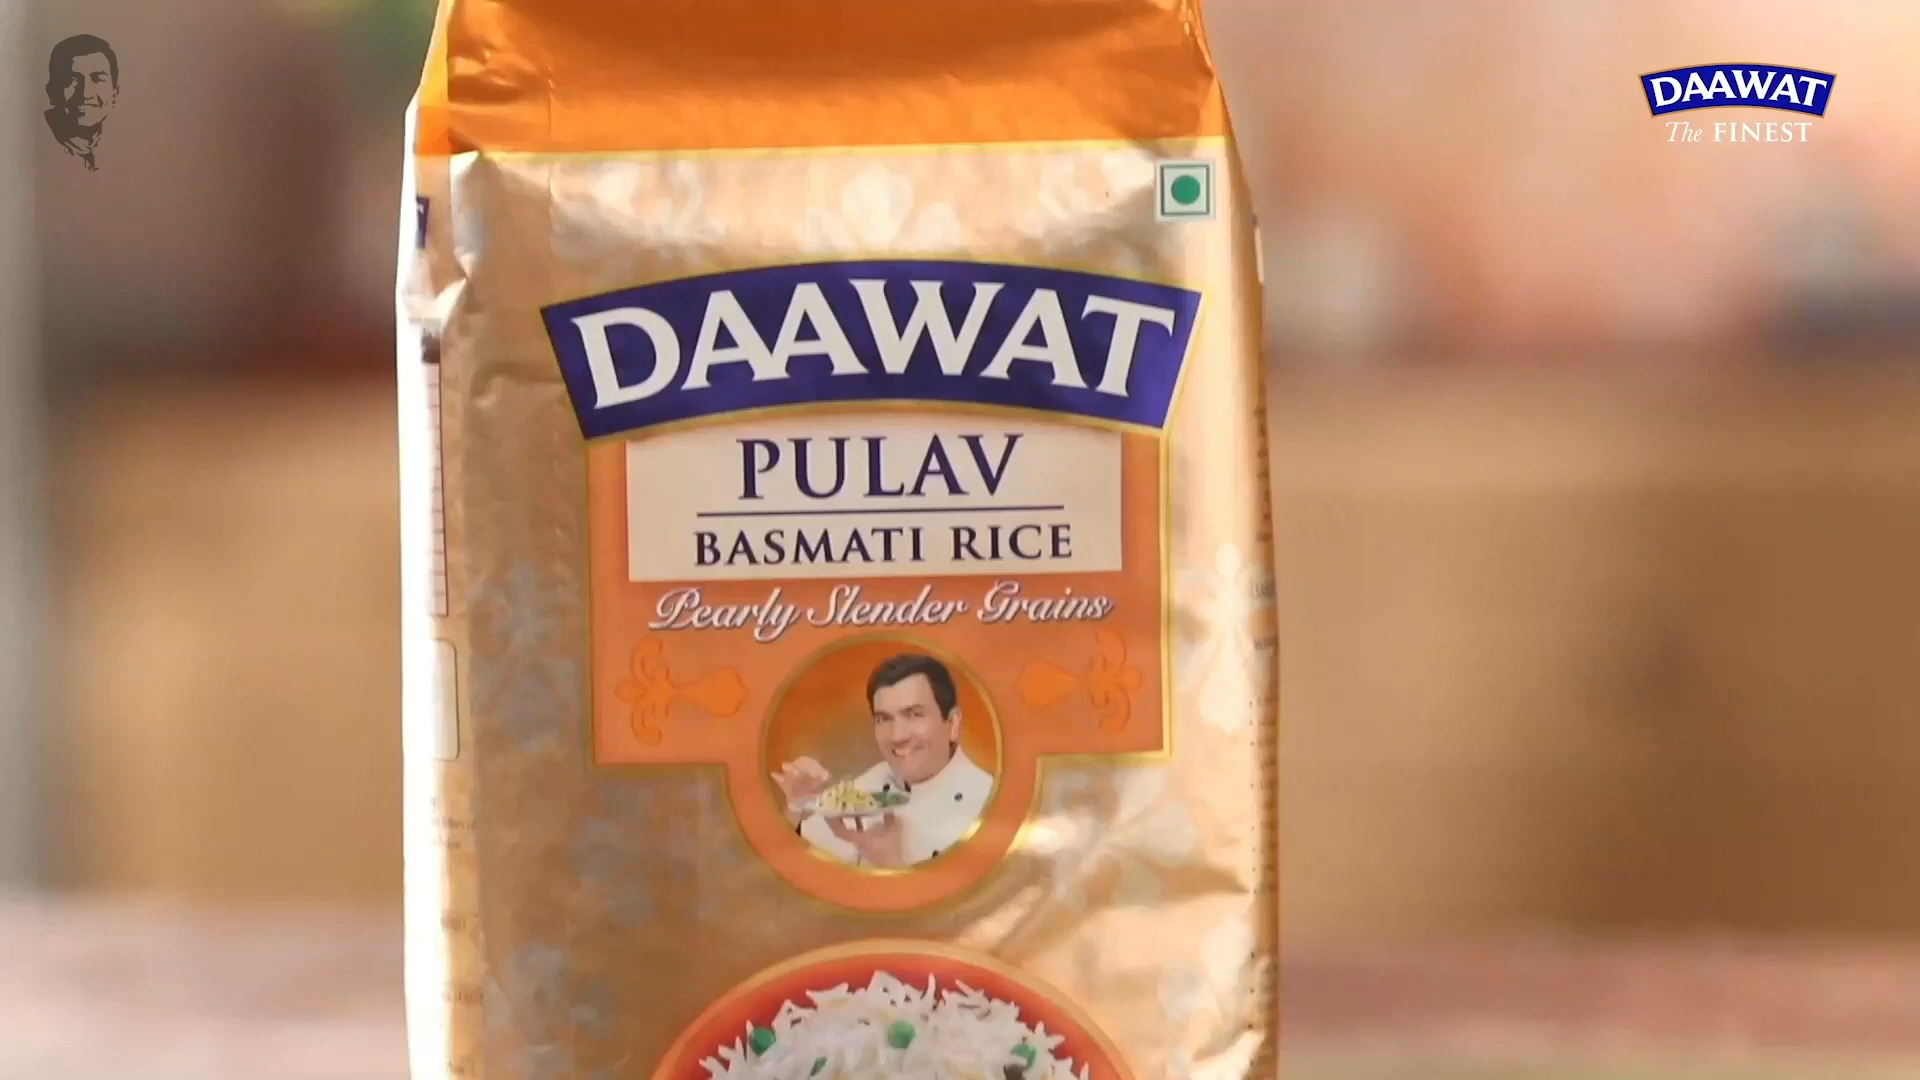 DAAWAT
The FINEST
DAAWAT
PULAV
BASMATI RICE
Pearly Slender Grains